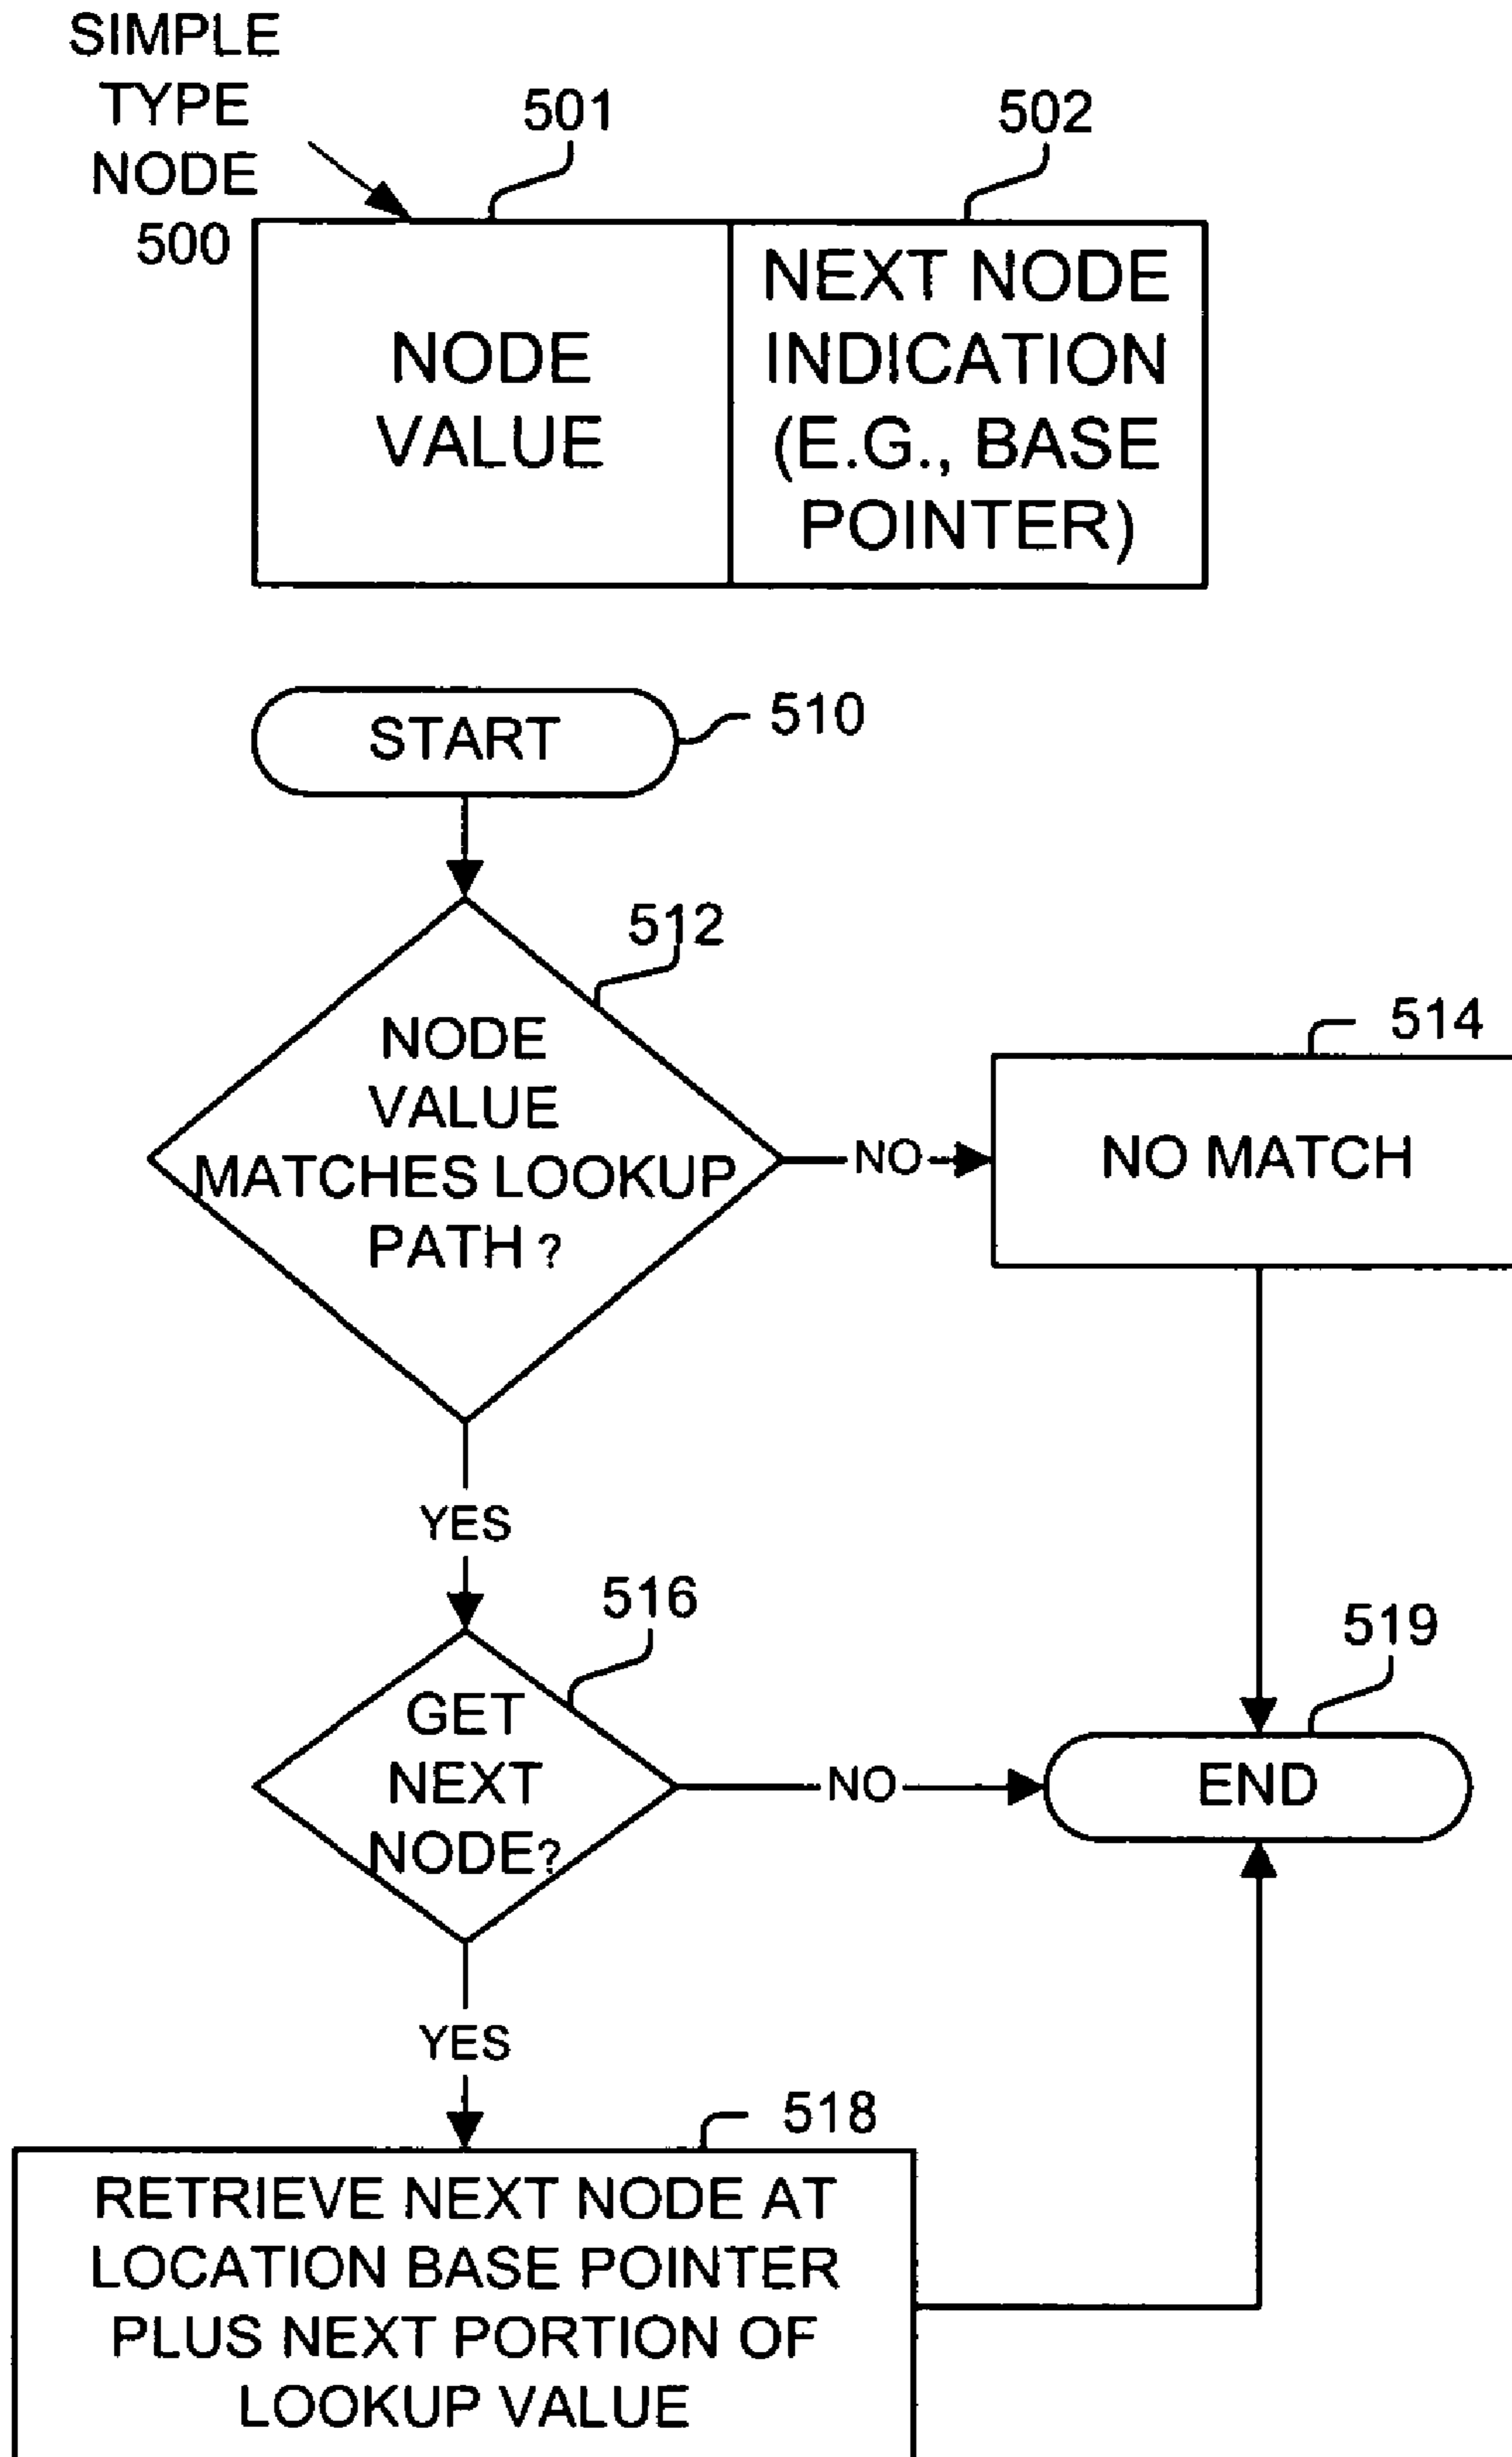 SIMPLE
TYPE
NODE
500
501
502
NODE
VALUE
NEXT NODE
INDICATION
(E.G., BASE
POINTER)
START
510
512
NODE
VALUE
MATCHES LOOKUP
PATH ?
NO
514
NO MATCH
YES
516
GET
NEXT
NODE?
NO
519
END
YES
518
RETRIEVE NEXT NODE AT
LOCATION BASE POINTER
PLUS NEXT PORTION OF
LOOKUP VALUE